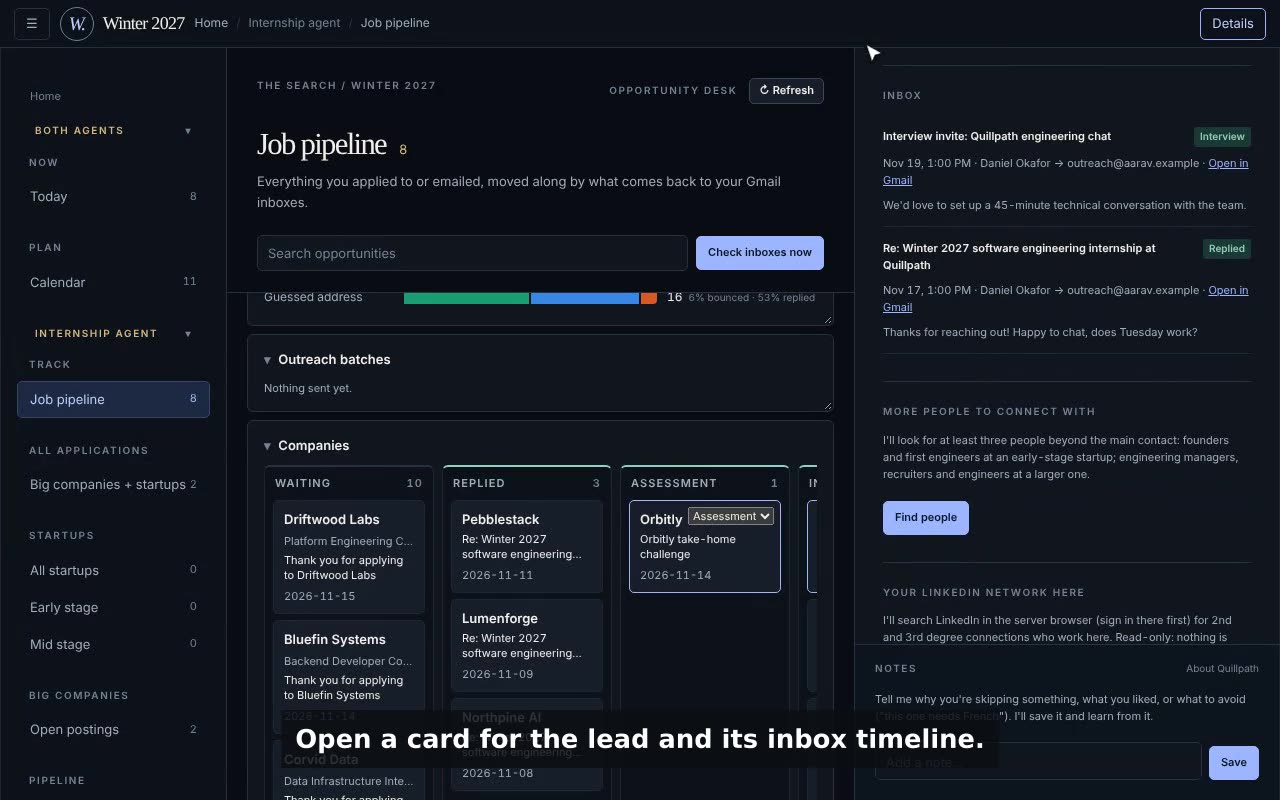 ☰ W. Winter 2027 Home / Internship agent / Job pipeline Details
Home
BOTH AGENTS ▾
NOW
Today 8
PLAN
Calendar 11
INTERNSHIP AGENT ▾
TRACK
Job pipeline 8
ALL APPLICATIONS
Big companies + startups 2
STARTUPS
All startups 0
Early stage 0
Mid stage 0
BIG COMPANIES
Open postings 2
PIPELINE
THE SEARCH / WINTER 2027
OPPORTUNITY DESK ↻ Refresh
Job pipeline 8
Everything you applied to or emailed, moved along by what comes back to your Gmail
inboxes.
Search opportunities Check inboxes now
Guessed address 16 6% bounced · 53% replied
▾ Outreach batches
Nothing sent yet.
▾ Companies
WAITING 10
Driftwood Labs
Platform Engineering C...
Thank you for applying
to Driftwood Labs
2026-11-15
Bluefin Systems
Backend Developer Co...
Thank you for applying
to Bluefin Systems
2026-11-14
Corvid Data
Data Infrastructure Inte...
Thank you for applying
REPLIED 3
Pebblestack
Re: Winter 2027
software engineering...
2026-11-11
Lumenforge
Re: Winter 2027
software engineering...
2026-11-09
Northpine AI
software engineering...
2026-11-08
ASSESSMENT 1
Orbitly Assessment
Orbitly take-home
challenge
2026-11-14
IN
INBOX
Interview invite: Quillpath engineering chat Interview
Nov 19, 1:00 PM · Daniel Okafor → outreach@aarav.example · Open in
Gmail
We'd love to set up a 45-minute technical conversation with the team.
Re: Winter 2027 software engineering internship at Replied
Quillpath
Nov 17, 1:00 PM · Daniel Okafor → outreach@aarav.example · Open in
Gmail
Thanks for reaching out! Happy to chat, does Tuesday work?
MORE PEOPLE TO CONNECT WITH
I'll look for at least three people beyond the main contact: founders
and first engineers at an early-stage startup; engineering managers,
recruiters and engineers at a larger one.
Find people
YOUR LINKEDIN NETWORK HERE
I'll search LinkedIn in the server browser (sign in there first) for 2nd
and 3rd degree connections who work here. Read-only: nothing is
NOTES About Quillpath
Tell me why you're skipping something, what you liked, or what to avoid
("this one needs French"). I'll save it and learn from it.
Add a note... Save
Open a card for the lead and its inbox timeline.